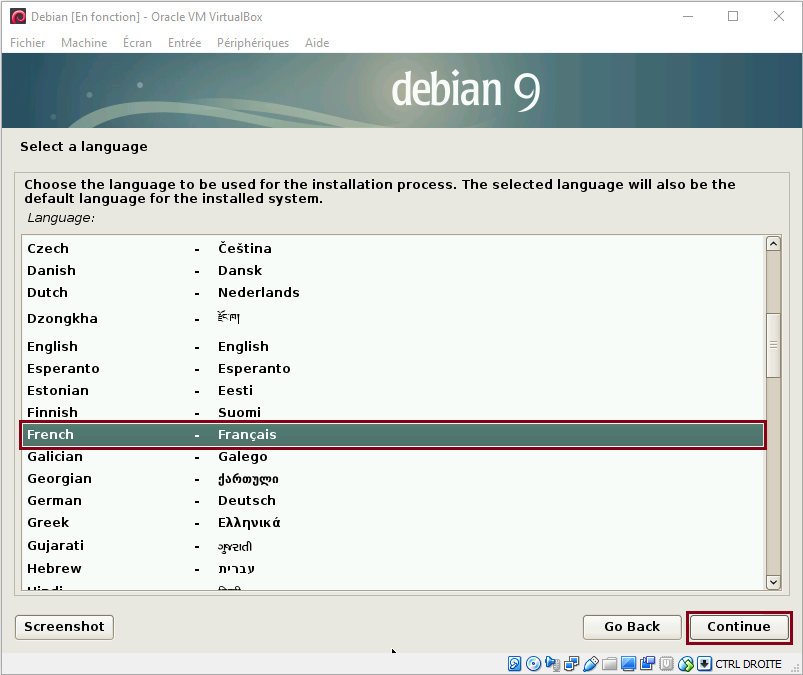 Debian [En fonction] - Oracle VM VirtualBox
Fichier Machine Écran Entrée Périphériques Aide
debian 9
Select a language
Choose the language to be used for the installation process. The selected language will also be the
default language for the installed system.
Language:
Czech - Čeština
Danish - Dansk
Dutch - Nederlands
Dzongkha - རྫོང་ཁ།
English - English
Esperanto - Esperanto
Estonian - Eesti
Finnish - Suomi
French - Français
Galician - Galego
Georgian - ქართული
German - Deutsch
Greek - Ελληνικά
Gujarati - ગુજરાતી
Hebrew - עברית
Hindi - हिन्दी
Screenshot Go Back Continue
CTRL DROITE